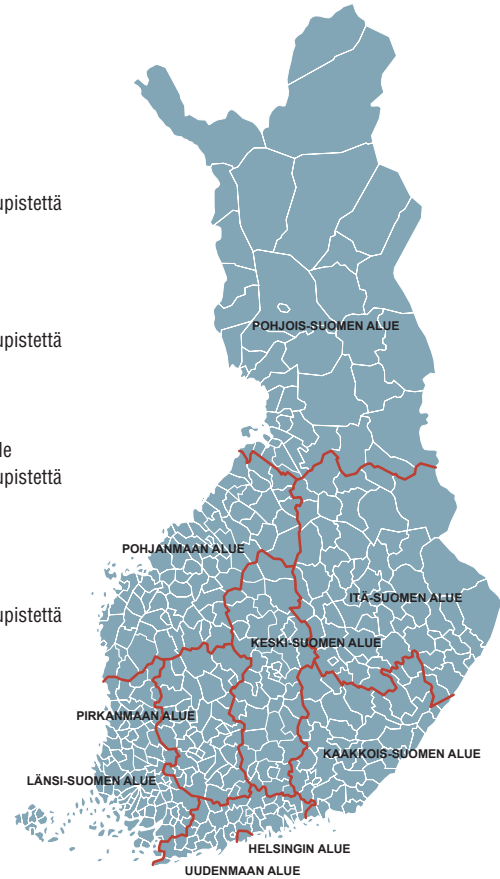 upistettä
upistettä
le
upistettä
upistettä
POHJOIS-SUOMEN ALUE
POHJANMAAN ALUE
ITÄ-SUOMEN ALUE
KESKI-SUOMEN ALUE
PIRKANMAAN ALUE
KAAKKOIS-SUOMEN ALUE
LÄNSI-SUOMEN ALUE
HELSINGIN ALUE
UUDENMAAN ALUE